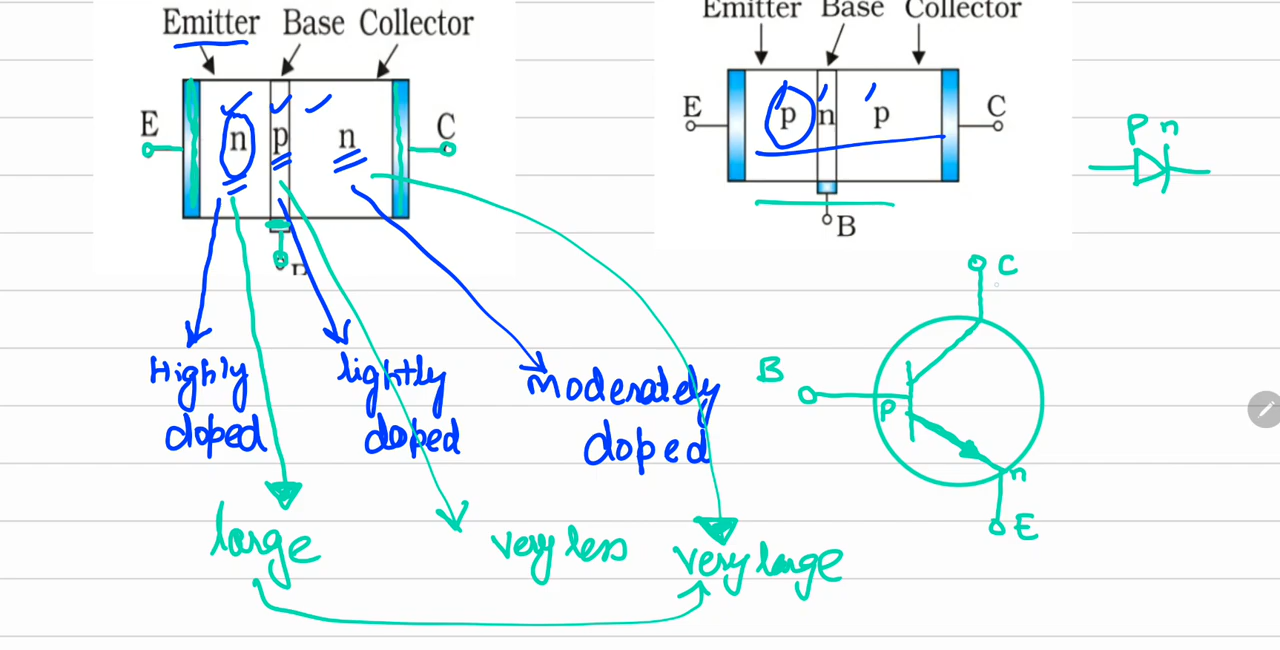 Emitter Base Collector
E n p n C
Emitter Base Collector
E p n p C
B
P n
Highly doped
lightly doped
moderately doped
large
very less
very large
C
B
P
n
E